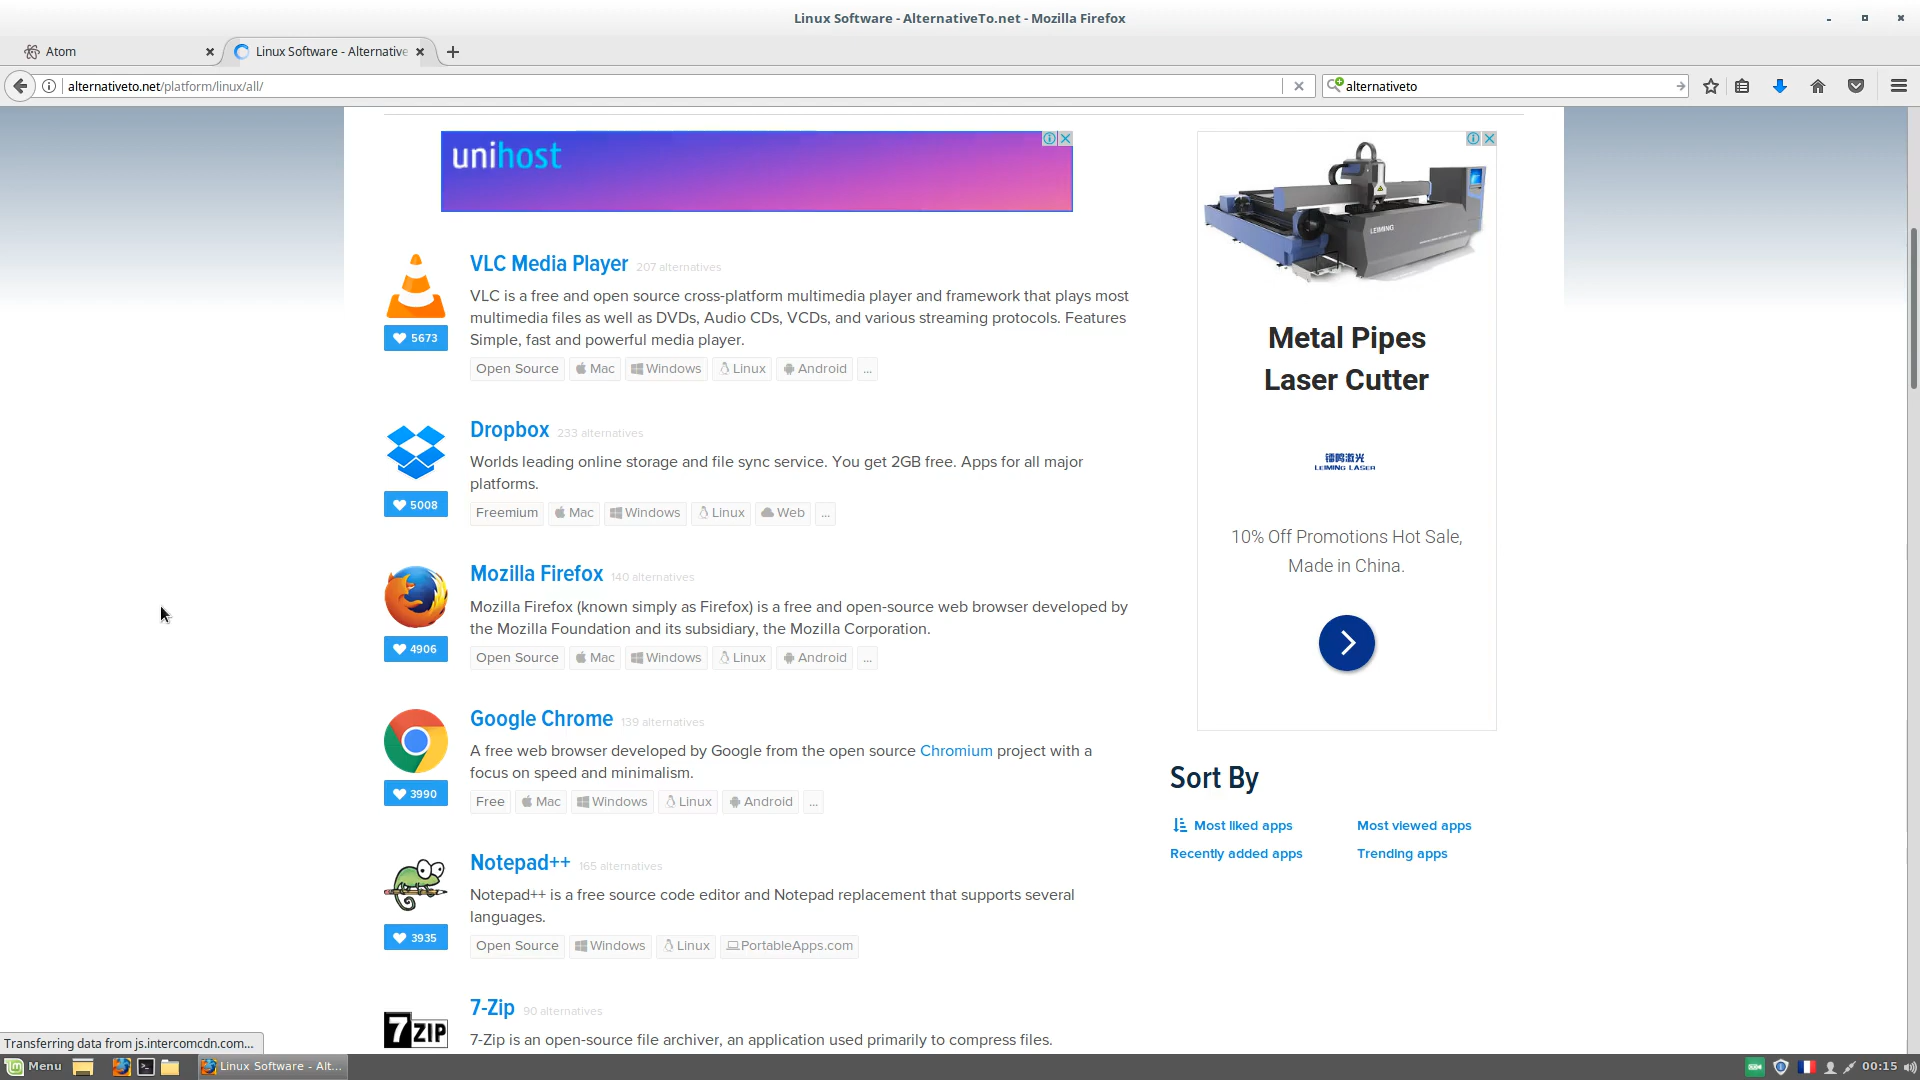 Linux Software - AlternativeTo.net - Mozilla Firefox
Atom
Linux Software - Alternative
alternativeto.net/platform/linux/all/
alternativeto
unihost
VLC Media Player 207 alternatives
VLC is a free and open source cross-platform multimedia player and framework that plays most
multimedia files as well as DVDs, Audio CDs, VCDs, and various streaming protocols. Features
Simple, fast and powerful media player.
5673
Open Source Mac Windows Linux Android ...
Dropbox 233 alternatives
Worlds leading online storage and file sync service. You get 2GB free. Apps for all major
platforms.
5008
Freemium Mac Windows Linux Web ...
Mozilla Firefox 140 alternatives
Mozilla Firefox (known simply as Firefox) is a free and open-source web browser developed by
the Mozilla Foundation and its subsidiary, the Mozilla Corporation.
4906
Open Source Mac Windows Linux Android ...
Google Chrome 139 alternatives
A free web browser developed by Google from the open source Chromium project with a
focus on speed and minimalism.
3990
Free Mac Windows Linux Android ...
Notepad++ 165 alternatives
Notepad++ is a free source code editor and Notepad replacement that supports several
languages.
3935
Open Source Windows Linux PortableApps.com
7ZIP
7-Zip 90 alternatives
7-Zip is an open-source file archiver, an application used primarily to compress files.
LEIMING
Metal Pipes
Laser Cutter
镭鸣激光
LEIMING LASER
10% Off Promotions Hot Sale,
Made in China.
Sort By
Most liked apps
Most viewed apps
Recently added apps
Trending apps
Transferring data from js.intercomcdn.com...
Menu
Linux Software - Alt...
00:15